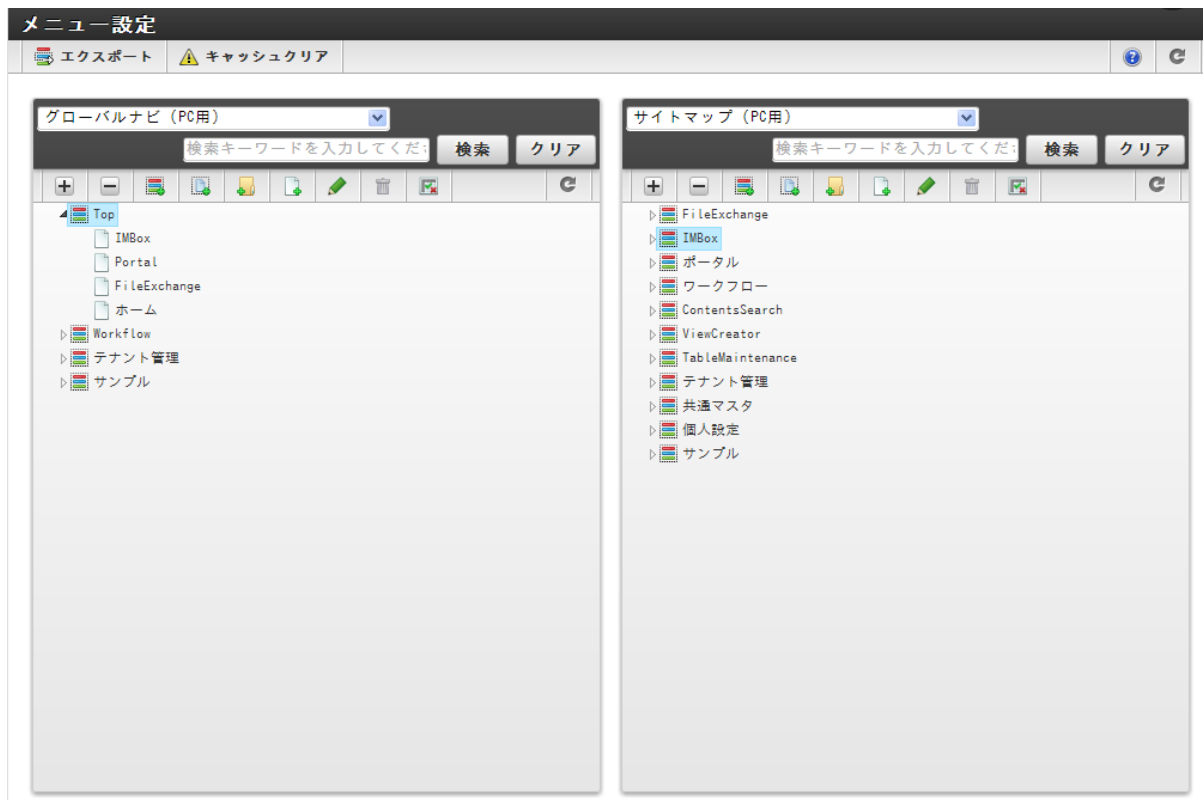 メニュー設定
エクスポート キャッシュクリア
グローバルナビ (PC用)
検索キーワードを入力してくだ 検索 クリア
Top
IMBox
Portal
FileExchange
ホーム
Workflow
テナント管理
サンプル
サイトマップ (PC用)
検索キーワードを入力してくだ 検索 クリア
FileExchange
IMBox
ポータル
ワークフロー
ContentsSearch
ViewCreator
TableMaintenance
テナント管理
共通マスタ
個人設定
サンプル